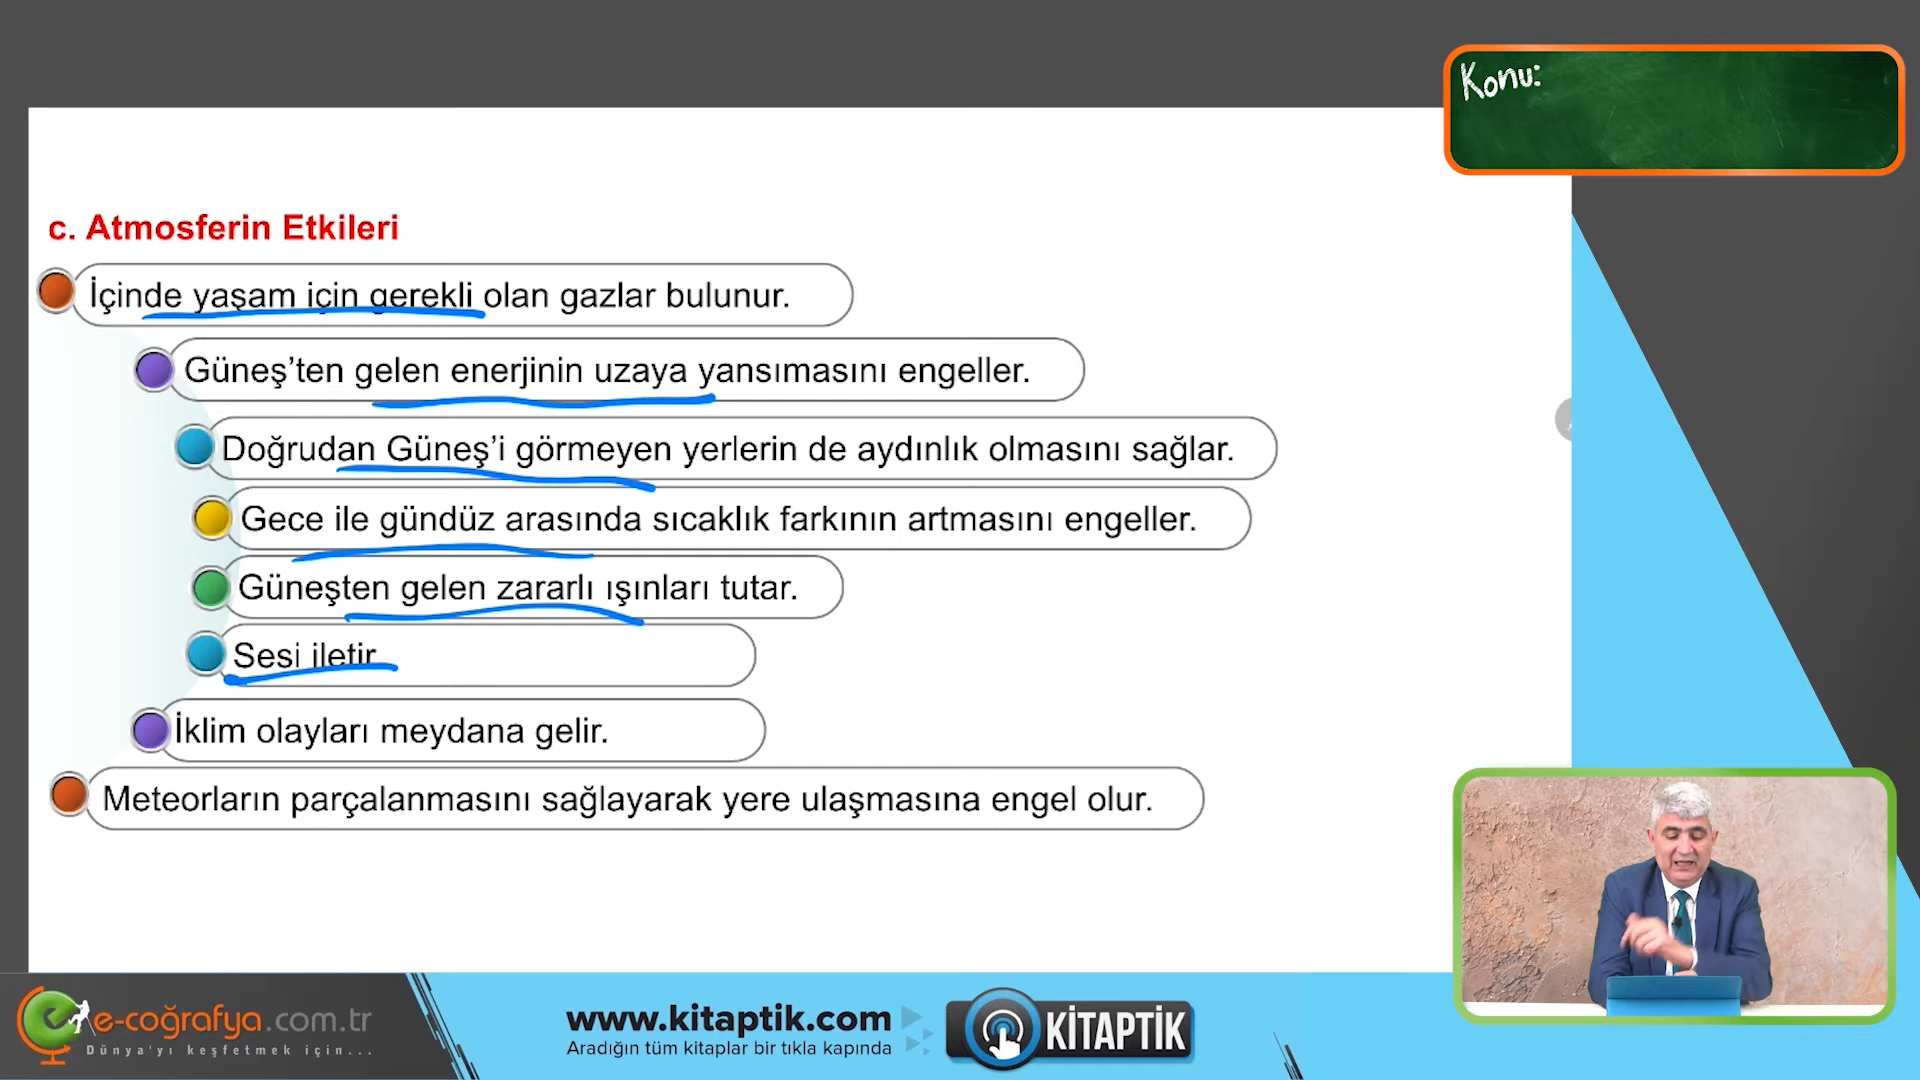 Konu:
c. Atmosferin Etkileri
İçinde yaşam için gerekli olan gazlar bulunur.
Güneş’ten gelen enerjinin uzaya yansımasını engeller.
Doğrudan Güneş’i görmeyen yerlerin de aydınlık olmasını sağlar.
Gece ile gündüz arasında sıcaklık farkının artmasını engeller.
Güneşten gelen zararlı ışınları tutar.
Sesi iletir
İklim olayları meydana gelir.
Meteorların parçalanmasını sağlayarak yere ulaşmasına engel olur.
e-coğrafya.com.tr
Dünya'yı keşfetmek için...
www.kitaptik.com
Aradığın tüm kitaplar bir tıkla kapında
KİTAPTIK